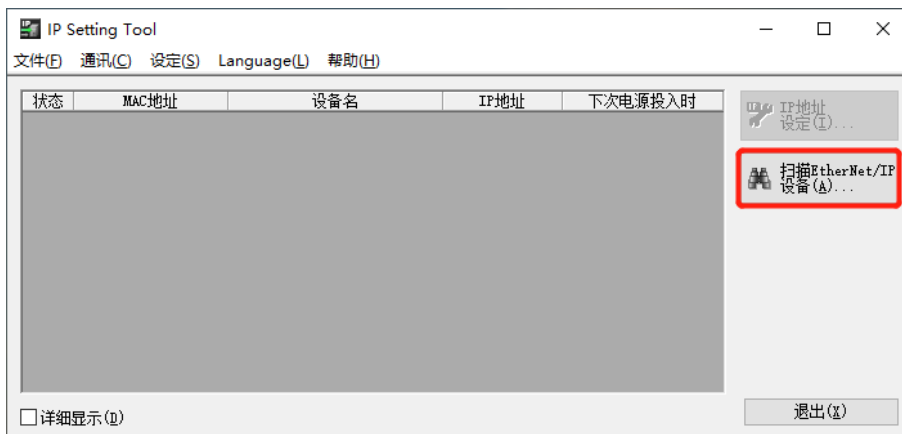 IP Setting Tool
文件(F) 通讯(C) 设定(S) Language(L) 帮助(H)
状态 MAC地址 设备名 IP地址 下次电源投入时
IP地址
设定(I)...
扫描EtherNet/IP
设备(A)...
详细显示(D)
退出(X)